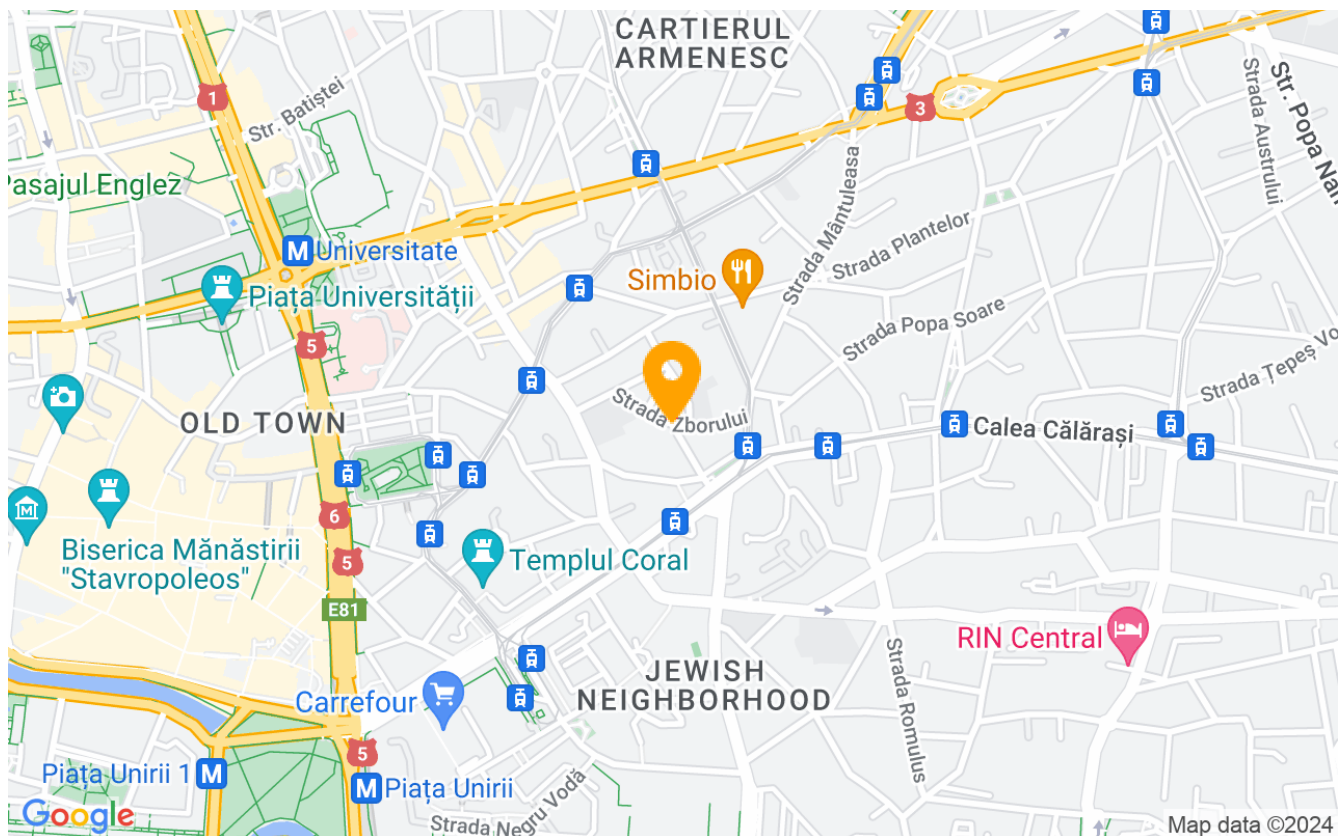 CARTIERUL
ARMENESC
1
Str. Batiștei
3
Strada Austrului
Str. Popa Nan
Pasajul Englez
Strada Mântuleasa
Strada Plantelor
M Universitate
Simbio
Piața Universității
5
Strada Popa Soare
Strada Țepeș Vo
Strada Zborului
OLD TOWN
Calea Călărași
6
Biserica Mănăstirii
"Stavropoleos"
Templul Coral
5
E81
RIN Central
JEWISH
NEIGHBORHOOD
Strada Romulus
Carrefour
5
Piața Unirii 1 M
M Piața Unirii
Strada Negru Vodă
Google
Map data ©2024